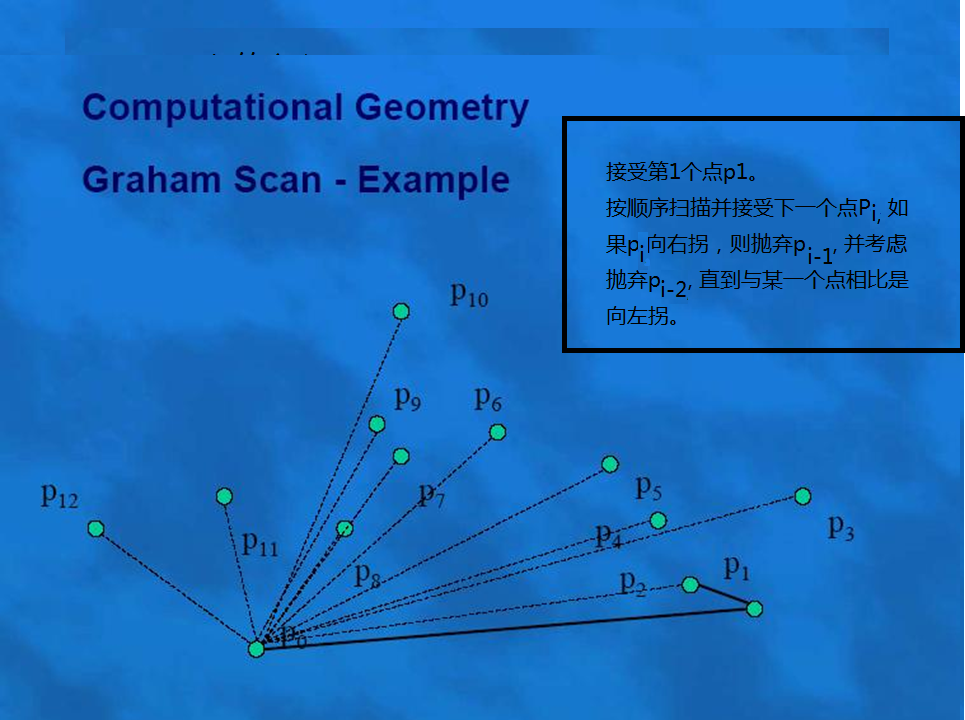 Computational Geometry
Graham Scan - Example
接受第1个点p1。
按顺序扫描并接受下一个点Pi, 如
果pi向右拐，则抛弃pi-1, 并考虑
抛弃pi-2, 直到与某一个点相比是
向左拐。
p10
p9
p6
p12
p7
p5
p3
p11
p4
p8
p2
p1
p0